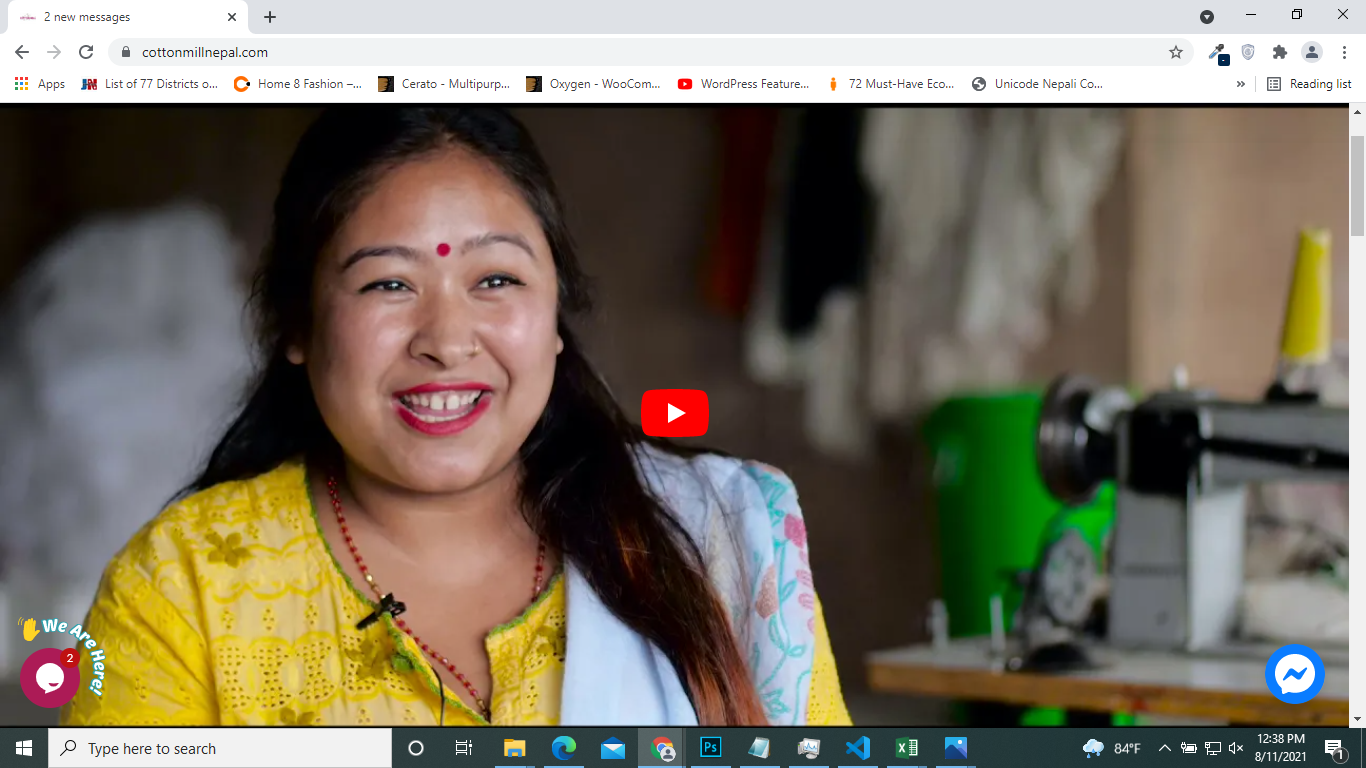 2 new messages
cottonmillnepal.com
Apps
List of 77 Districts o...
Home 8 Fashion –...
Cerato - Multipurp...
Oxygen - WooCom...
WordPress Feature...
72 Must-Have Eco...
Unicode Nepali Co...
»
Reading list
We Are Here!
2
Type here to search
Ps
84°F
12:38 PM
8/11/2021
1